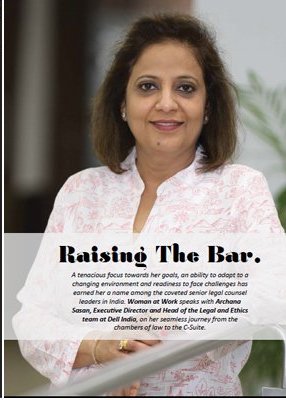 Raising The Bar.
A tenacious focus towards her goals, an ability to adapt to a
changing environment and readiness to face challenges has
earned her a name among the coveted senior legal counsel
leaders in India. Woman at Work speaks with Archana
Sasan, Executive Director and Head of the Legal and Ethics
team at Dell India, on her seamless journey from the
chambers of law to the C-Suite.